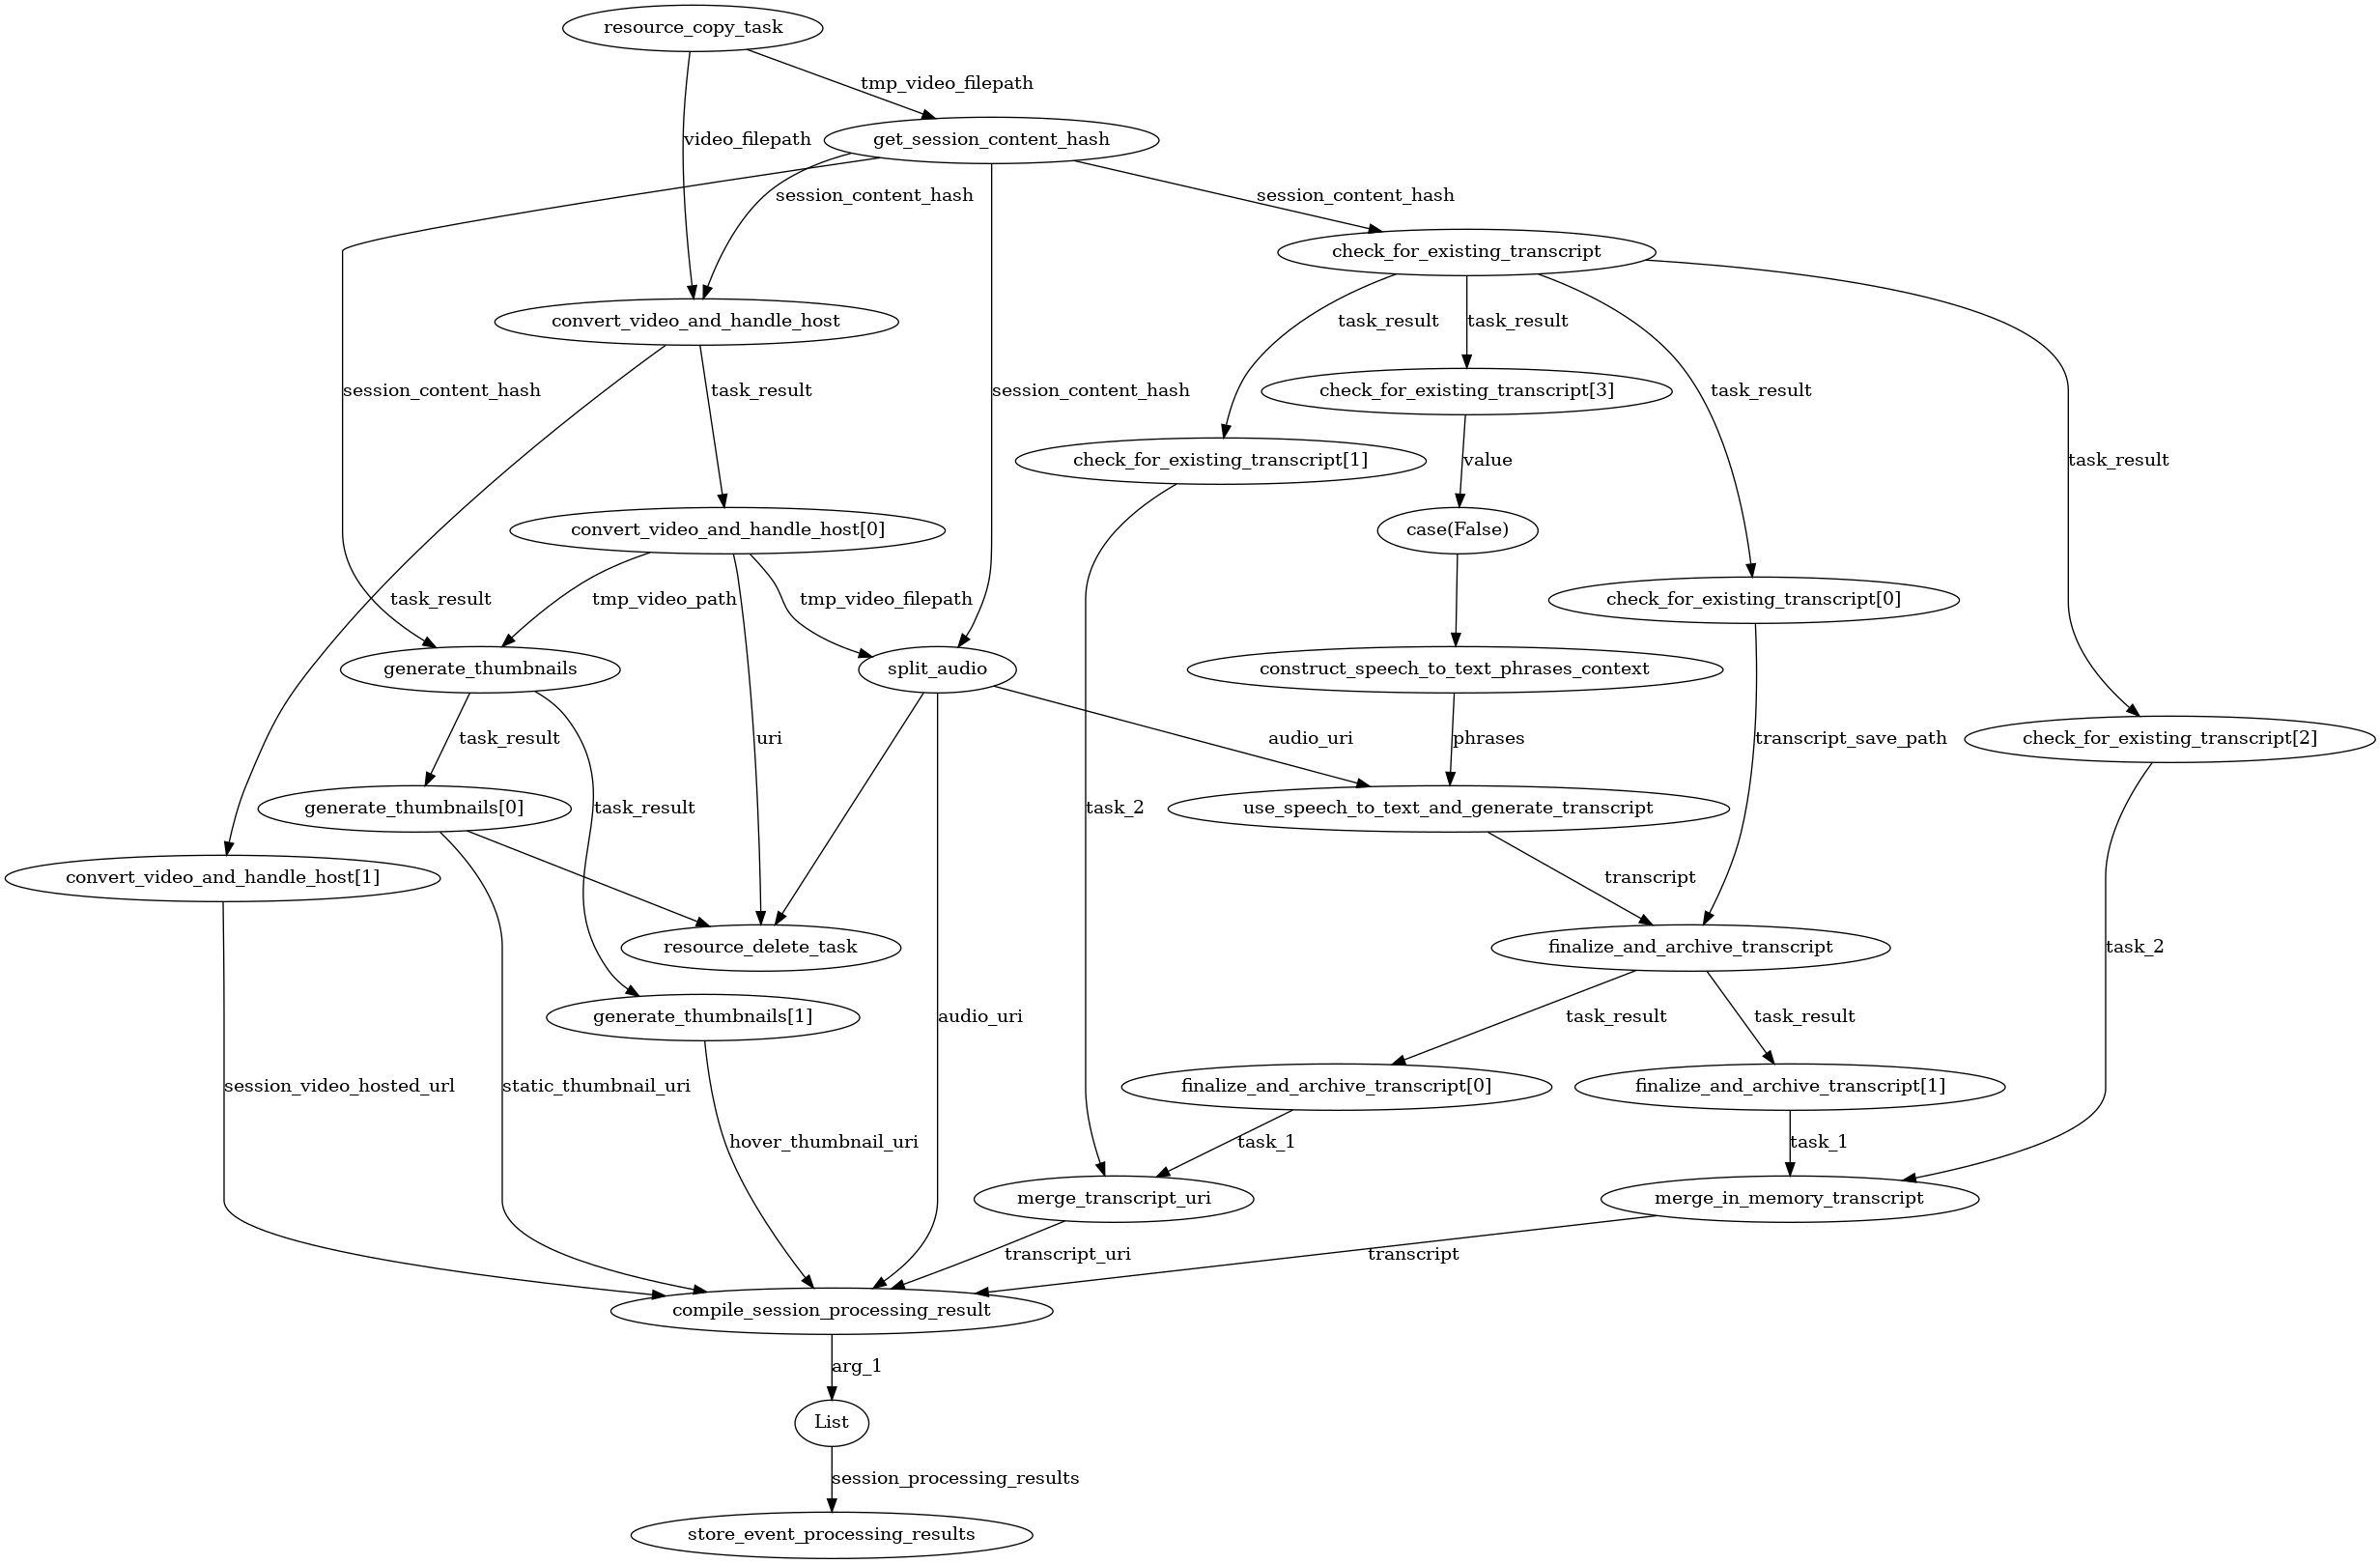 resource_copy_task
tmp_video_filepath
video_filepath
get_session_content_hash
session_content_hash
session_content_hash
check_for_existing_transcript
convert_video_and_handle_host
task_result
task_result
session_content_hash
task_result
session_content_hash
check_for_existing_transcript[3]
task_result
check_for_existing_transcript[1]
value
task_result
convert_video_and_handle_host[0]
case(False)
task_result
tmp_video_path
tmp_video_filepath
check_for_existing_transcript[0]
generate_thumbnails
split_audio
construct_speech_to_text_phrases_context
task_result
uri
audio_uri
phrases
transcript_save_path
check_for_existing_transcript[2]
generate_thumbnails[0]
task_result
task_2
use_speech_to_text_and_generate_transcript
convert_video_and_handle_host[1]
transcript
resource_delete_task
finalize_and_archive_transcript
task_2
generate_thumbnails[1]
audio_uri
task_result
task_result
session_video_hosted_url
static_thumbnail_uri
finalize_and_archive_transcript[0]
finalize_and_archive_transcript[1]
hover_thumbnail_uri
task_1
task_1
merge_transcript_uri
merge_in_memory_transcript
transcript_uri
transcript
compile_session_processing_result
arg_1
List
session_processing_results
store_event_processing_results